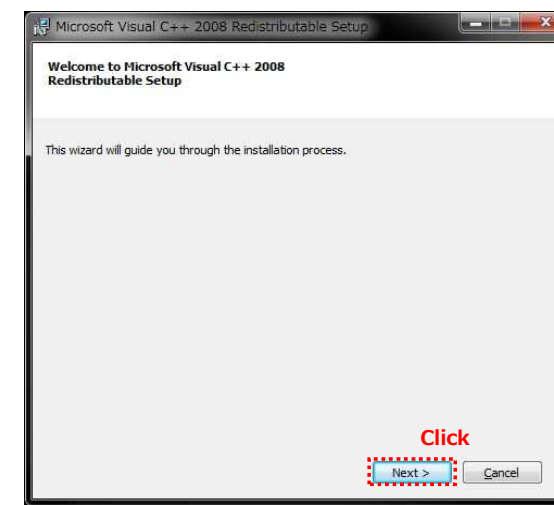 Microsoft Visual C++ 2008 Redistributable Setup
Welcome to Microsoft Visual C++ 2008
Redistributable Setup
This wizard will guide you through the installation process.
Click
Next >
Cancel